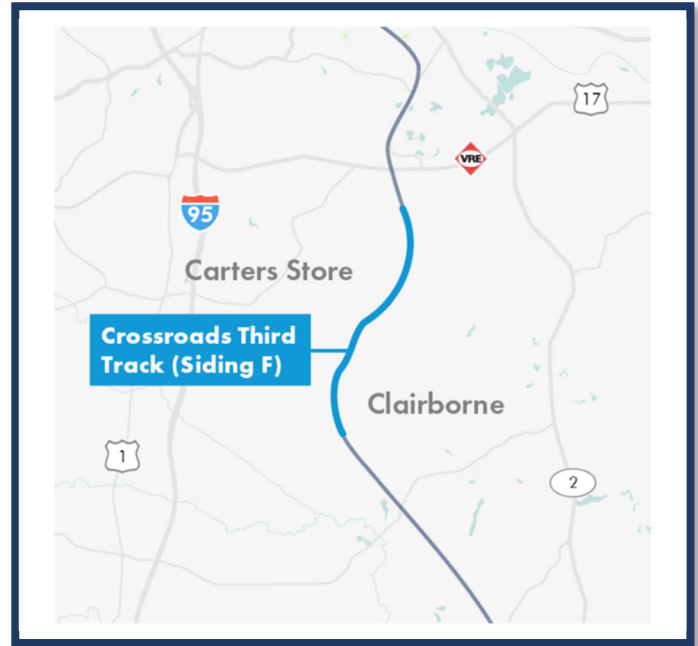 17
VRE
95
Carters Store
Crossroads Third
Track (Siding F)
Clairborne
1
2